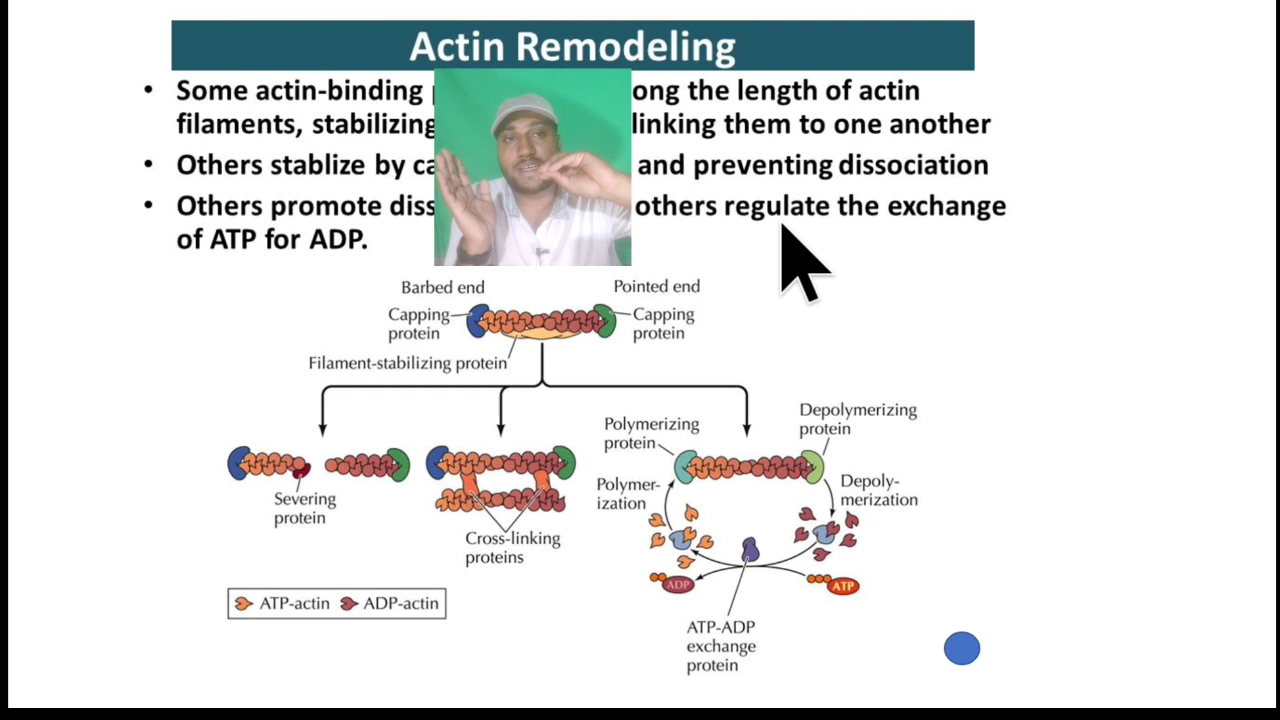 Actin Remodeling
• Some actin-binding ong the length of actin
filaments, stabilizing linking them to one another
• Others stablize by ca and preventing dissociation
• Others promote diss others regulate the exchange
of ATP for ADP.
Barbed end
Pointed end
Capping
protein
Capping
protein
Filament-stabilizing protein
Severing
protein
Cross-linking
proteins
Polymerizing
protein
Depolymerizing
protein
Polymer-
ization
Depoly-
merization
ADP
ATP
ATP-ADP
exchange
protein
ATP-actin ADP-actin